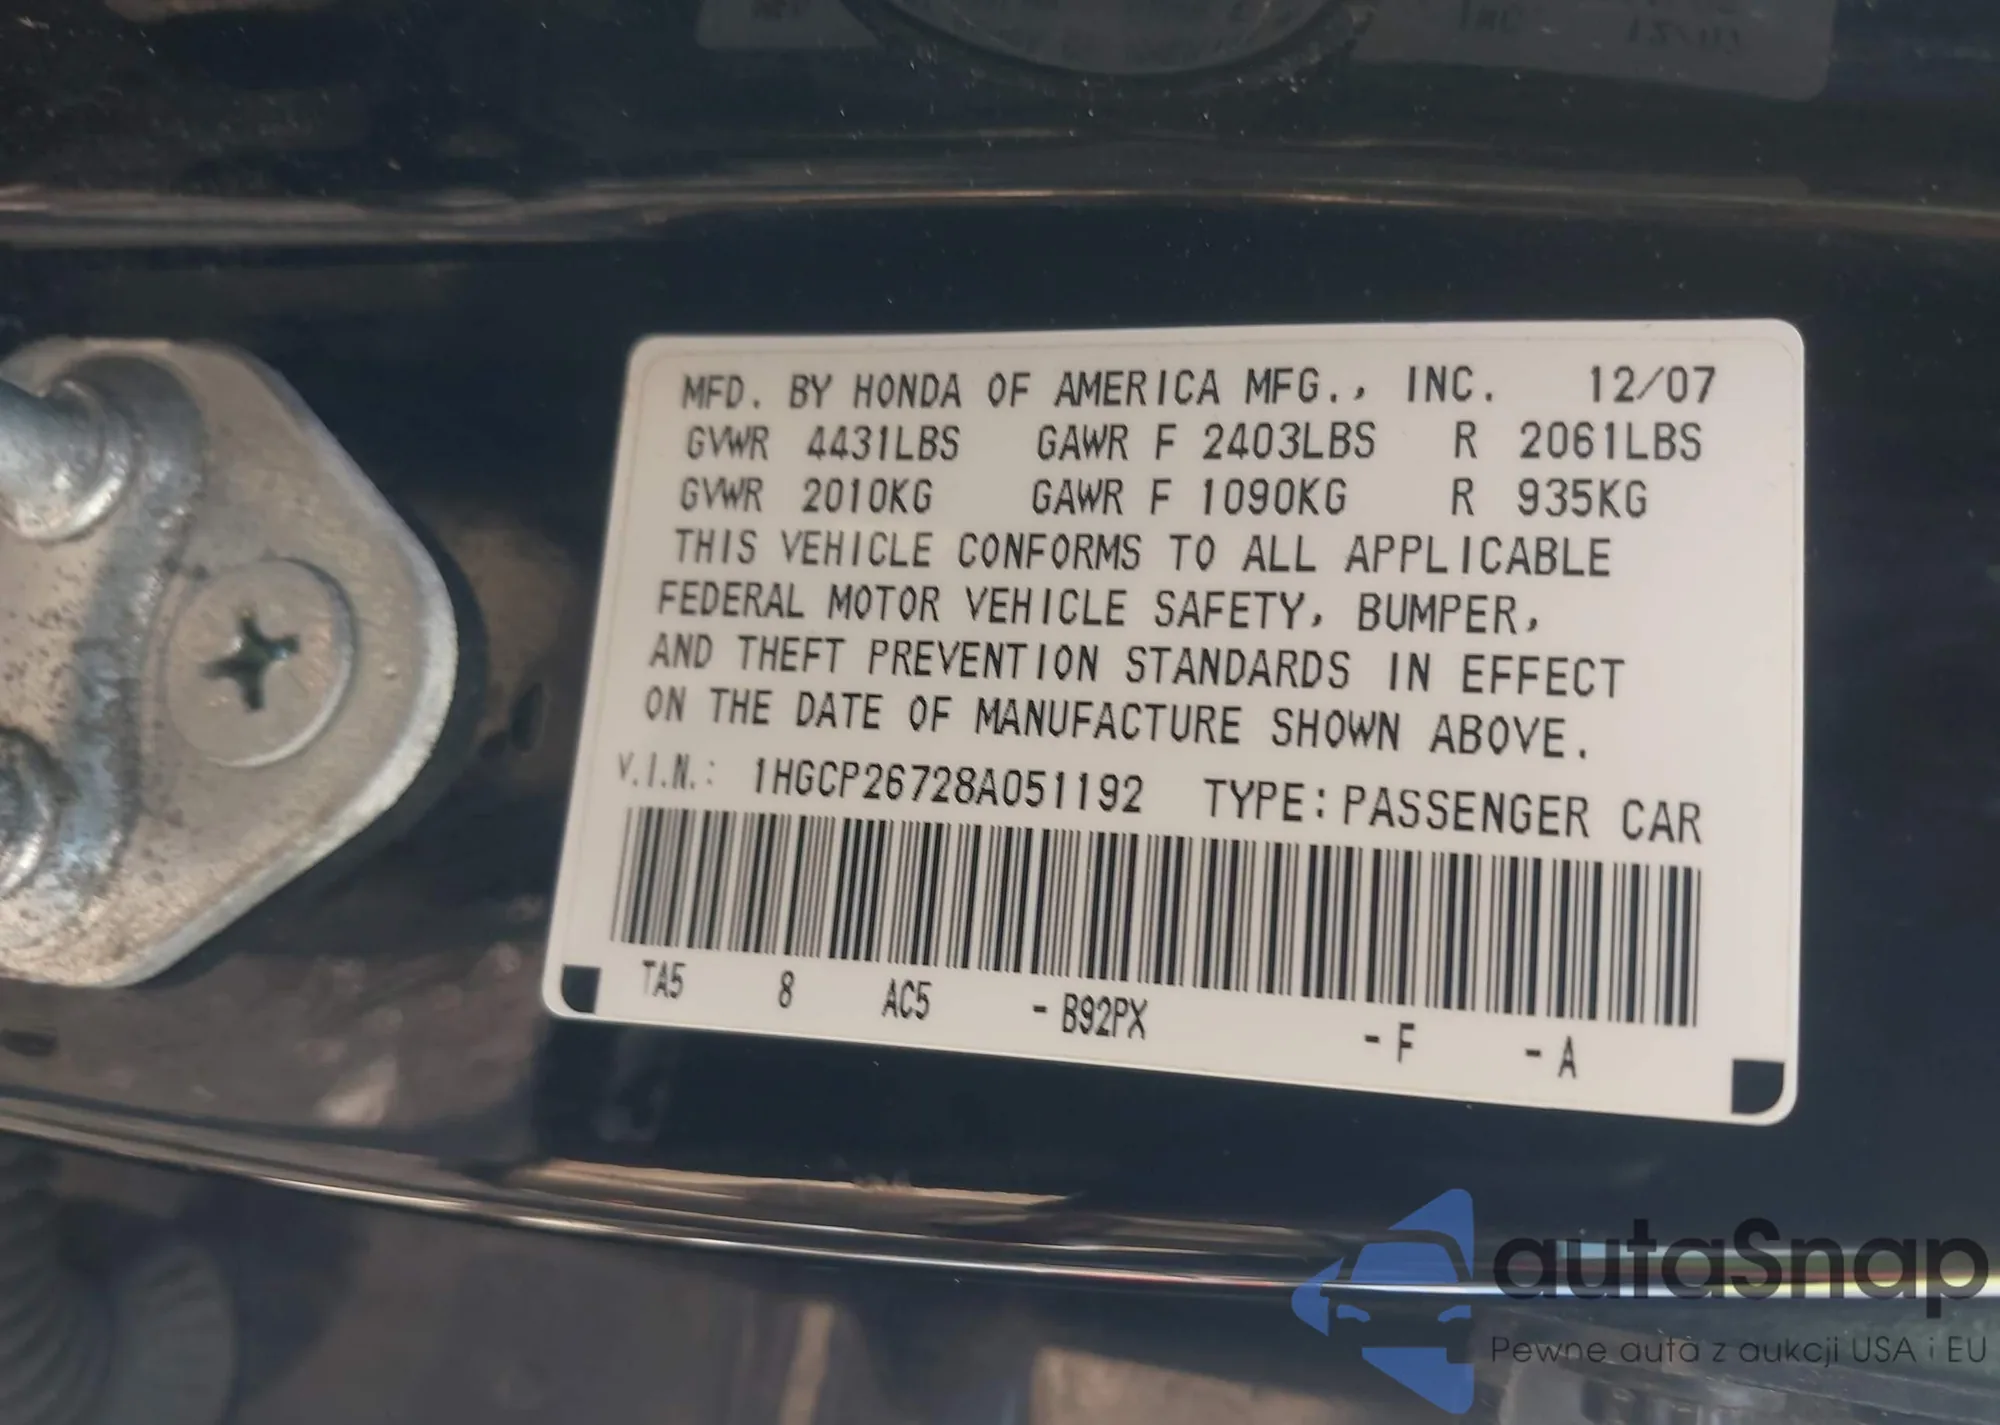 MFD. BY HONDA OF AMERICA MFG., INC. 12/07
GVWR 4431LBS GAWR F 2403LBS R 2061LBS
GVWR 2010KG GAWR F 1090KG R 935KG
THIS VEHICLE CONFORMS TO ALL APPLICABLE
FEDERAL MOTOR VEHICLE SAFETY, BUMPER,
AND THEFT PREVENTION STANDARDS IN EFFECT
ON THE DATE OF MANUFACTURE SHOWN ABOVE.
V.I.N.: 1HGCP26728A051192 TYPE: PASSENGER CAR
TA5 8 AC5 - B92PX - F - A
autaSnap
Pewne auta z aukcji USA i EU